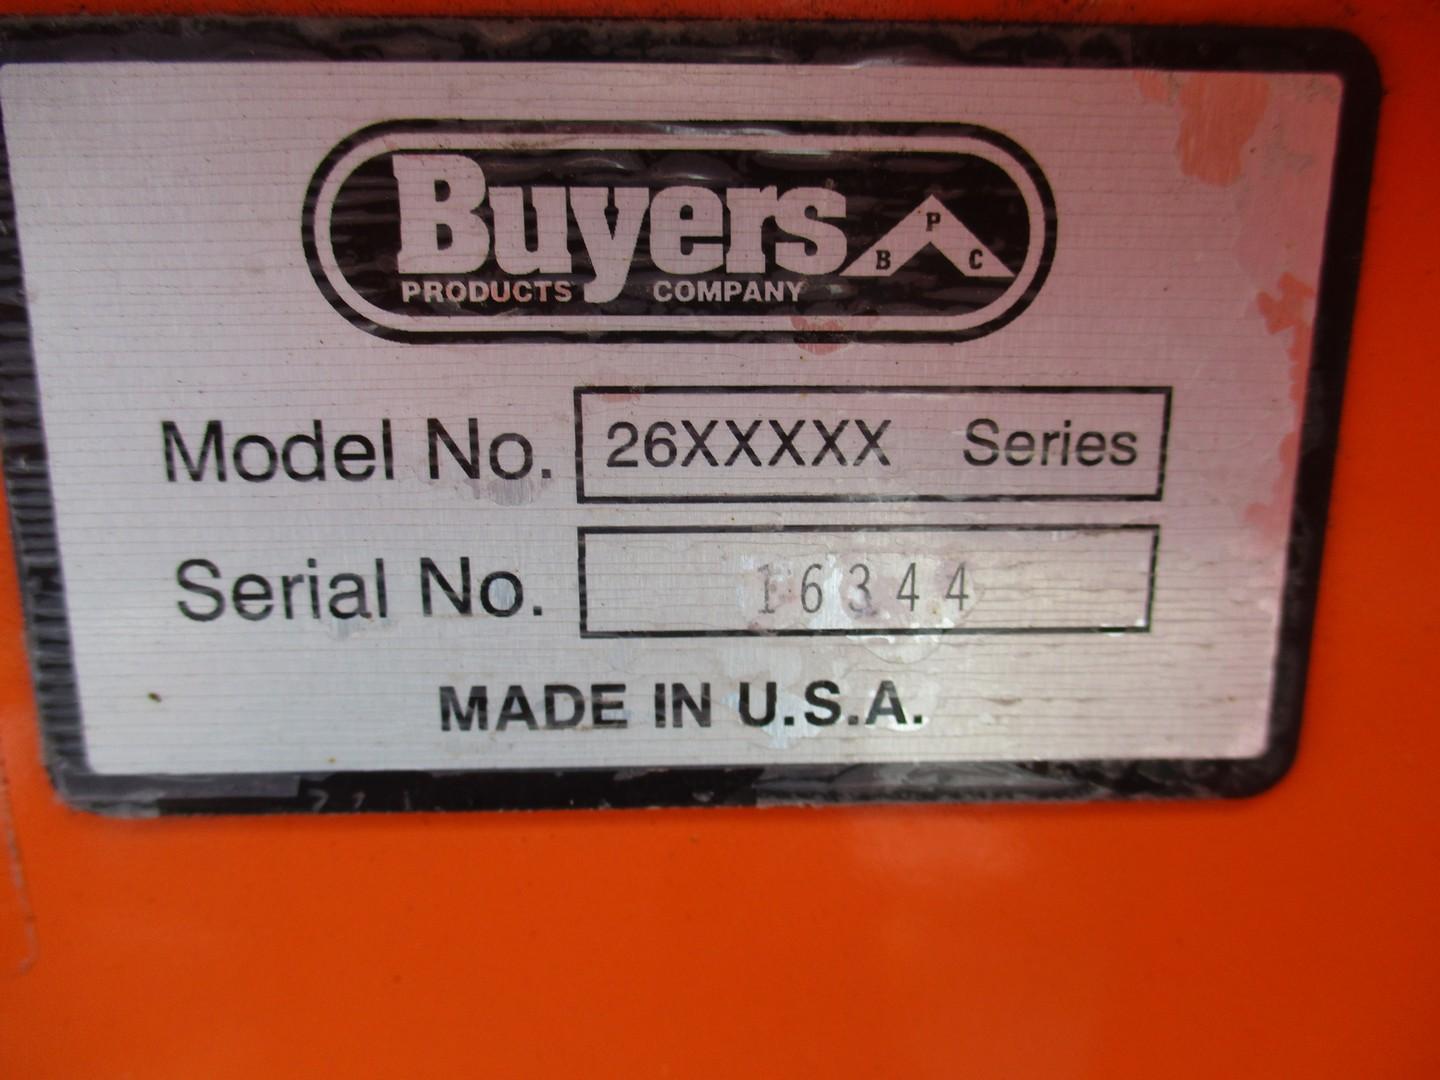 Buyers
PRODUCTS COMPANY
B P C
Model No. 26XXXXX Series
Serial No. 16344
MADE IN U.S.A.